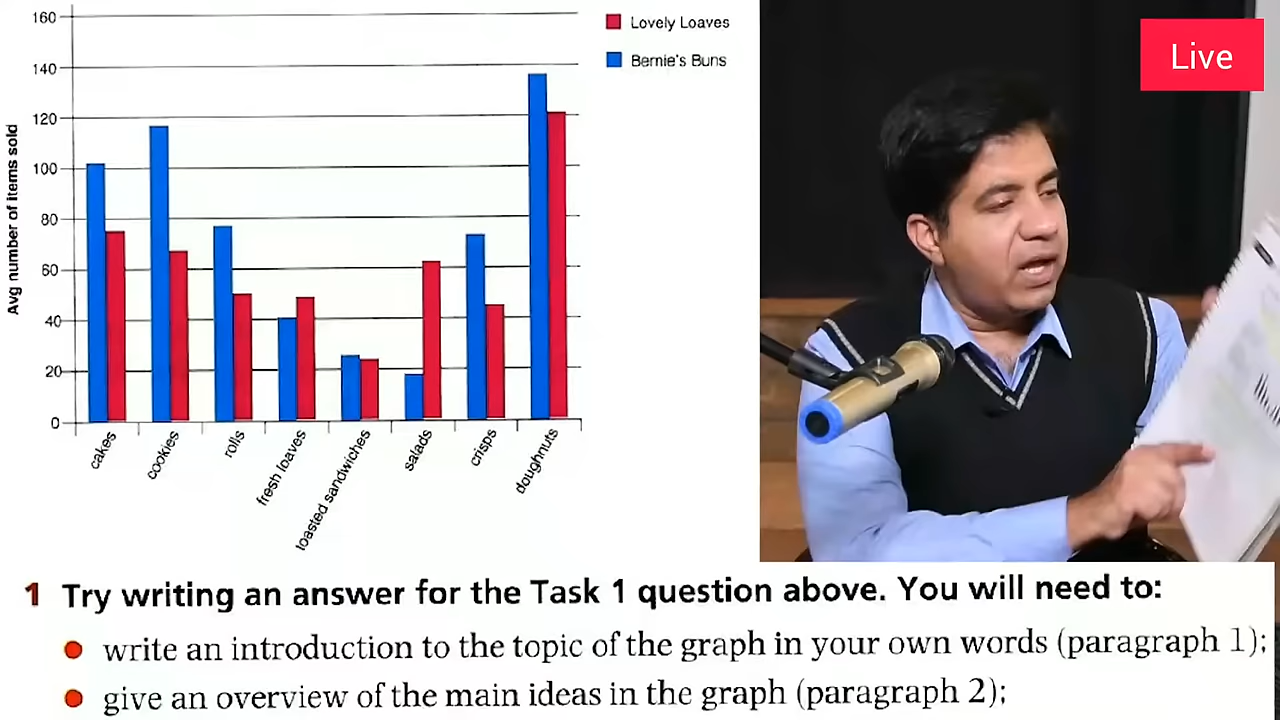 160
140
120
100
80
60
40
20
0
Avg number of items sold
cakes
cookies
rolls
fresh loaves
toasted sandwiches
salads
crisps
doughnuts
Lovely Loaves
Bernie's Buns
Live
1 Try writing an answer for the Task 1 question above. You will need to:
• write an introduction to the topic of the graph in your own words (paragraph 1);
• give an overview of the main ideas in the graph (paragraph 2);